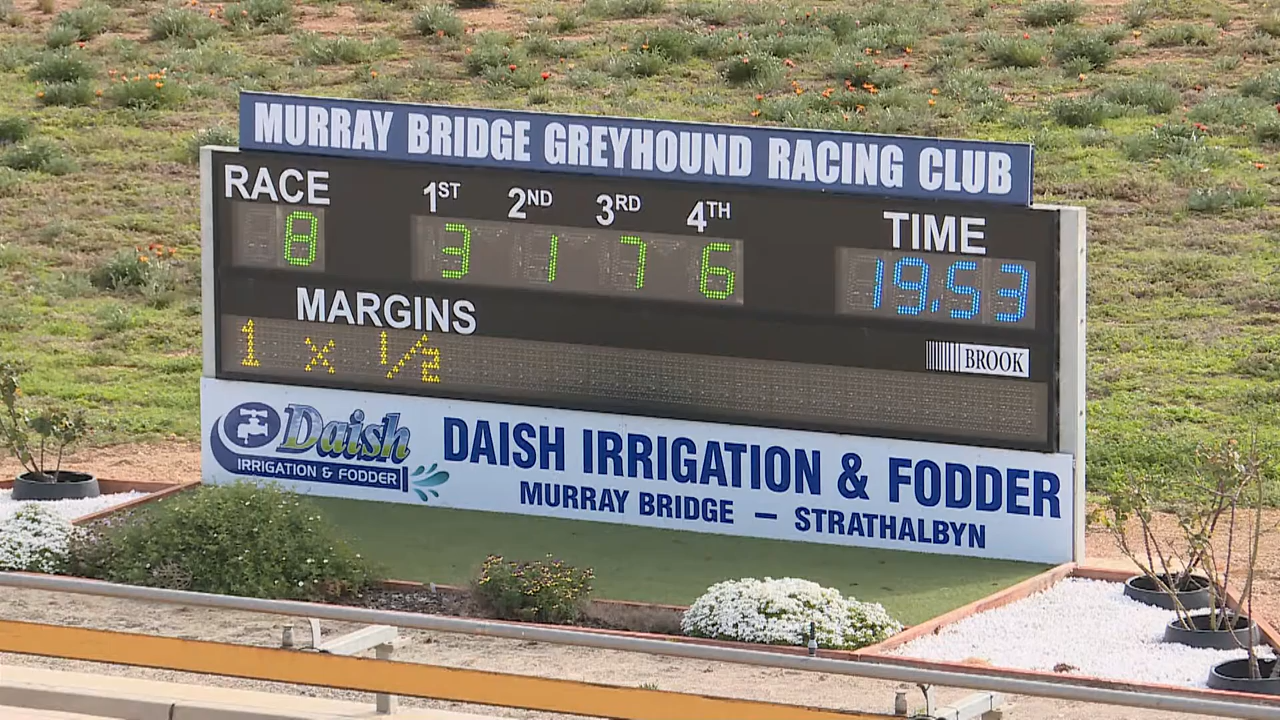 MURRAY BRIDGE GREYHOUND RACING CLUB
RACE 1ST 2ND 3RD 4TH TIME
8 3 1 7 6 19.53
MARGINS
1 x 1/2
BROOK
Daish
IRRIGATION & FODDER
DAISH IRRIGATION & FODDER
MURRAY BRIDGE – STRATHALBYN